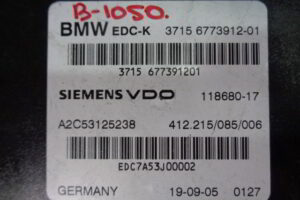 B-1050.
BMW EDC-K 3715 6773912-01
3715 677391201
SIEMENS VDO 118680-17
A2C53125238 412.215/085/006
EDC7A53J00002
GERMANY 19-09-05 0127